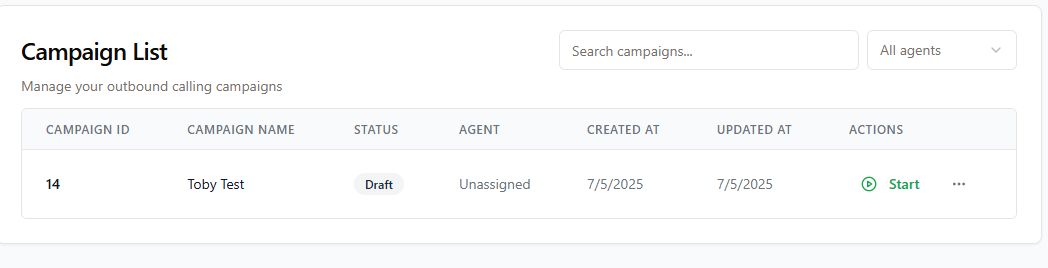 Campaign List
Search campaigns...
All agents
Manage your outbound calling campaigns
CAMPAIGN ID CAMPAIGN NAME STATUS AGENT CREATED AT UPDATED AT ACTIONS
14 Toby Test Draft Unassigned 7/5/2025 7/5/2025 Start ···